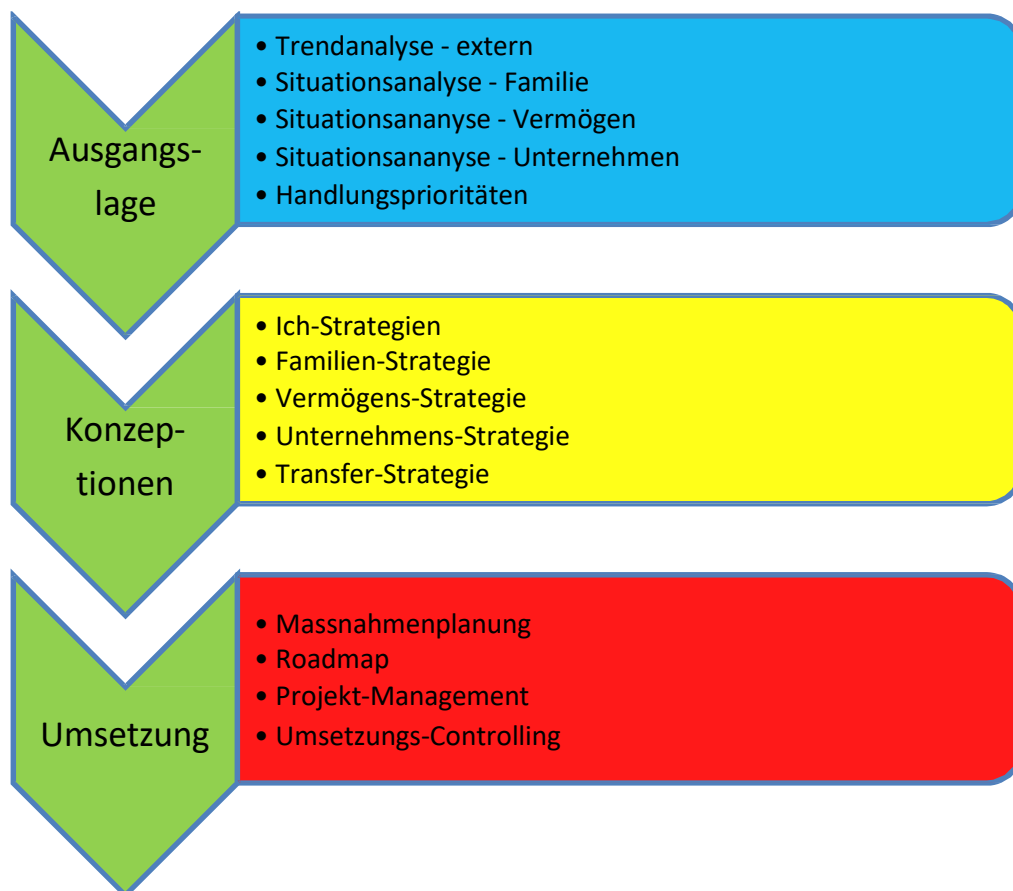 Ausgangs-
lage
• Trendanalyse - extern
• Situationsanalyse - Familie
• Situationsananyse - Vermögen
• Situationsananyse - Unternehmen
• Handlungsprioritäten
Konzep-
tionen
• Ich-Strategien
• Familien-Strategie
• Vermögens-Strategie
• Unternehmens-Strategie
• Transfer-Strategie
Umsetzung
• Massnahmenplanung
• Roadmap
• Projekt-Management
• Umsetzungs-Controlling